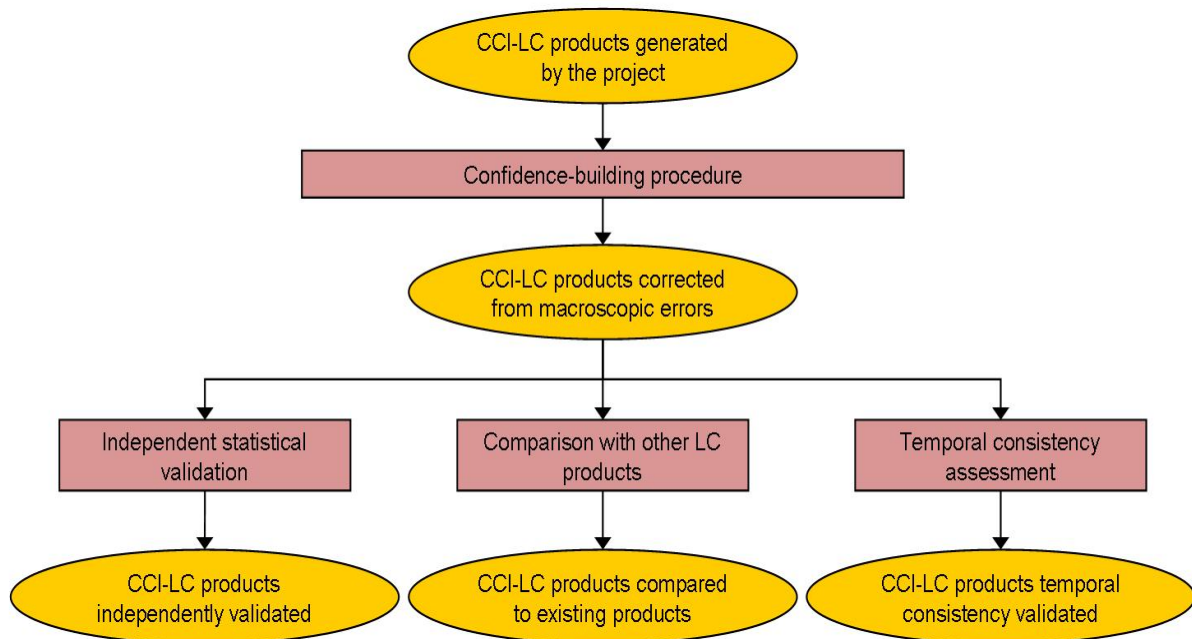 CCI-LC products generated
by the project
Confidence-building procedure
CCI-LC products corrected
from macroscopic errors
Independent statistical
validation
Comparison with other LC
products
Temporal consistency
assessment
CCI-LC products
independently validated
CCI-LC products compared
to existing products
CCI-LC products temporal
consistency validated